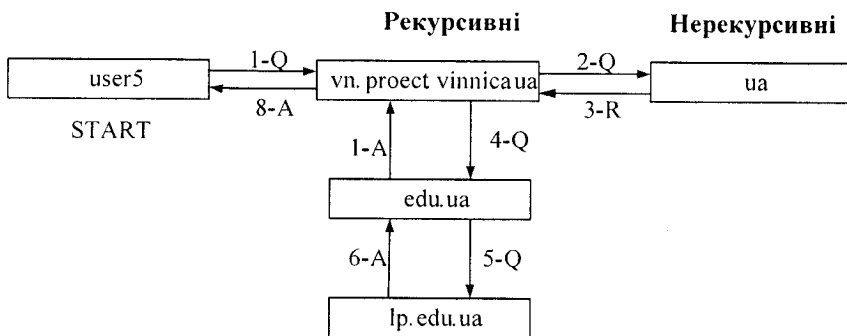 Рекурсивні
Нерекурсивні
1-Q
2-Q
user5
vn. proect vinnica ua
ua
8-A
3-R
START
1-A
4-Q
edu.ua
6-A
5-Q
lp.edu.ua